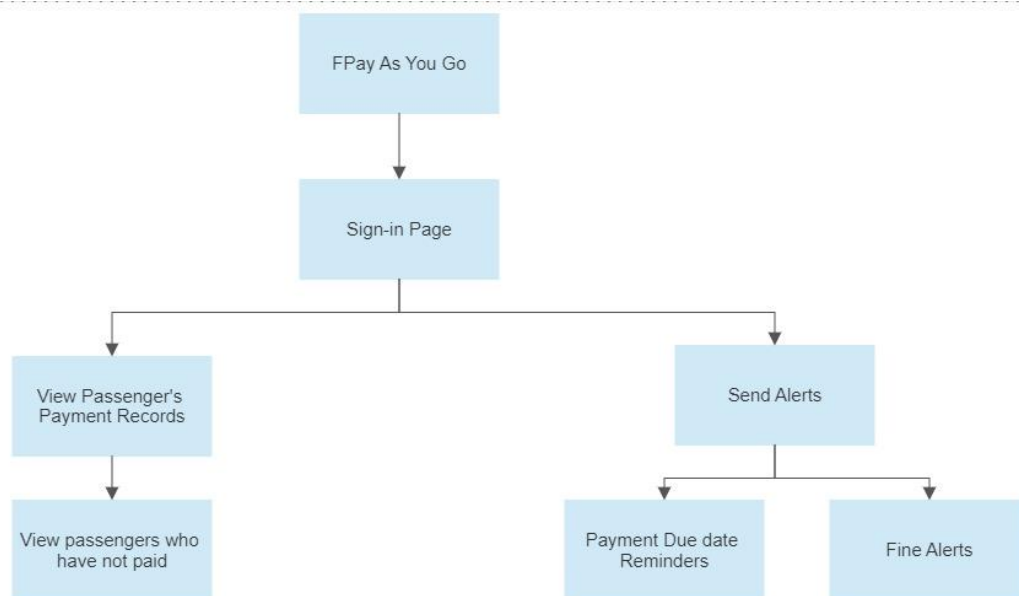 FPay As You Go
Sign-in Page
View Passenger's
Payment Records
Send Alerts
View passengers who
have not paid
Payment Due date
Reminders
Fine Alerts